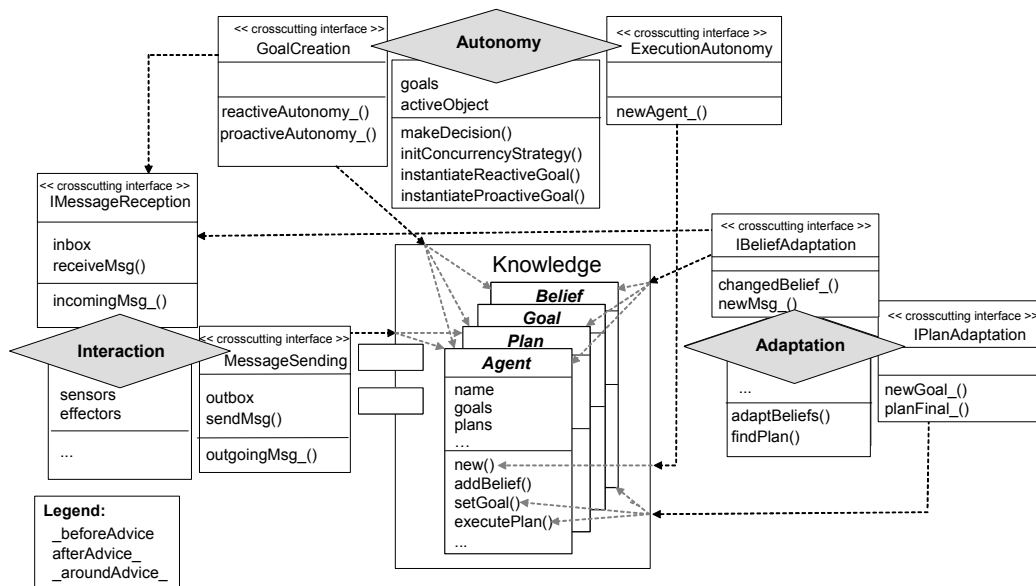 << crosscutting interface >>
GoalCreation
reactiveAutonomy_()
proactiveAutonomy_()
Autonomy
goals
activeObject
makeDecision()
initConcurrencyStrategy()
instantiateReactiveGoal()
instantiateProactiveGoal()
<< crosscutting interface >>
ExecutionAutonomy
newAgent_()
<< crosscutting interface >>
IMessageReception
inbox
receiveMsg()
incomingMsg_()
Interaction
sensors
effectors
...
<< crosscutting interface >>
MessageSending
outbox
sendMsg()
outgoingMsg_()
Knowledge
Belief
Goal
Plan
Agent
name
goals
plans
...
new()
addBelief()
setGoal()
executePlan()
...
<< crosscutting interface >>
IBeliefAdaptation
changedBelief_()
newMsg_()
Adaptation
...
adaptBeliefs()
findPlan()
<< crosscutting interface >>
IPlanAdaptation
newGoal_()
planFinal_()
Legend:
_beforeAdvice
afterAdvice_
_aroundAdvice_